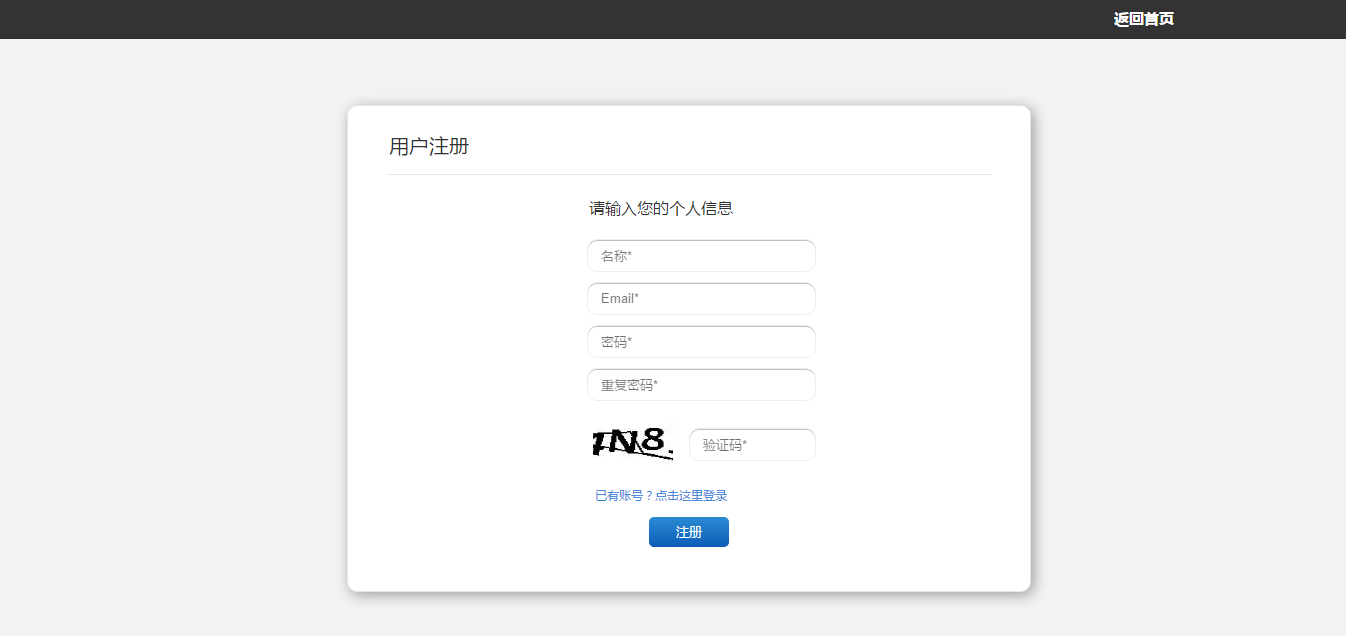 返回首页
用户注册
请输入您的个人信息
名称*
Email*
密码*
重复密码*
验证码*
已有账号？点击这里登录
注册